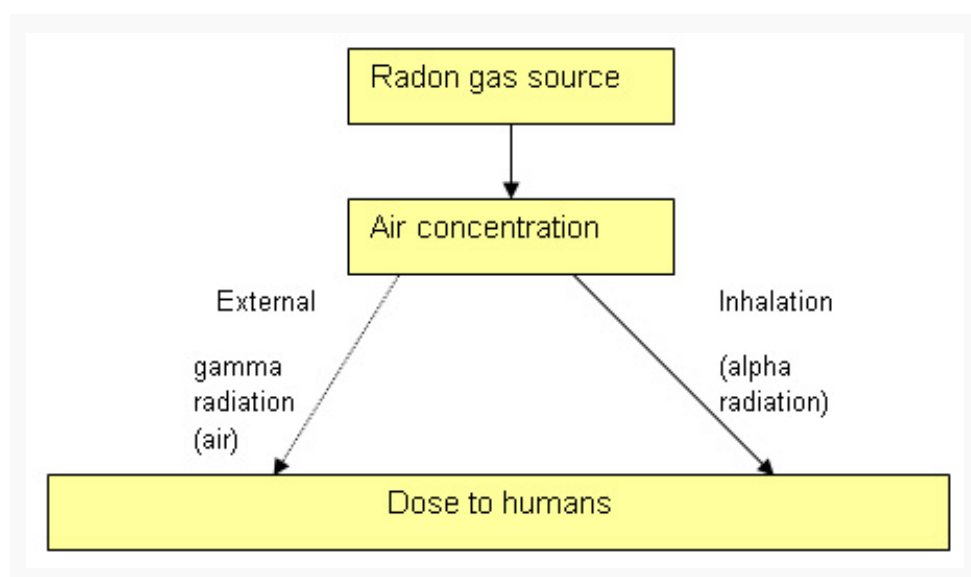 Radon gas source
Air concentration
External
gamma
radiation
(air)
Inhalation
(alpha
radiation)
Dose to humans